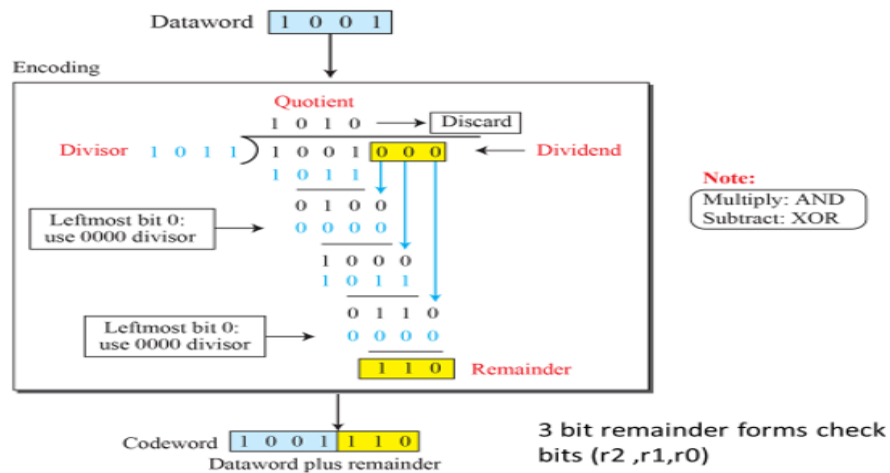 Dataword 1 0 0 1
Encoding
Quotient
1 0 1 0 Discard
Divisor 1 0 1 1 1 0 0 1 0 0 0 Dividend
1 0 1 1
0 1 0 0
Leftmost bit 0:
use 0000 divisor
0 0 0 0
1 0 0 0
1 0 1 1
0 1 1 0
Leftmost bit 0:
use 0000 divisor
0 0 0 0
1 1 0 Remainder
Note:
Multiply: AND
Subtract: XOR
Codeword 1 0 0 1 1 1 0
Dataword plus remainder
3 bit remainder forms check
bits (r2 ,r1,r0)